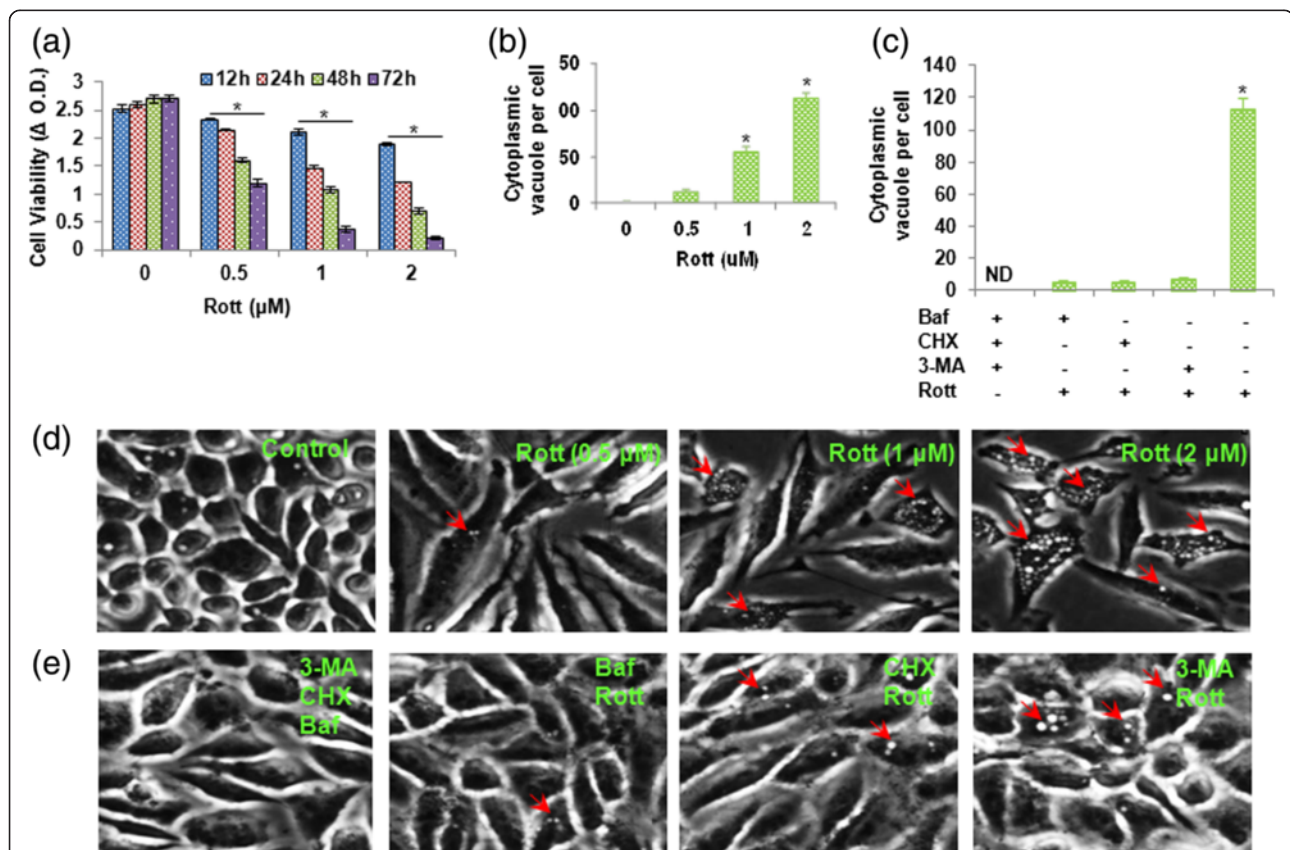 (a)
12h 24h 48h 72h
Cell Viability (Δ O.D.)
3
2.5
2
1.5
1
0.5
0
* * *
0 0.5 1 2
Rott (µM)
(b)
Cytoplasmic
vacuole per cell
50
00
50
0
* *
0 0.5 1 2
Rott (uM)
(c)
Cytoplasmic
vacuole per cell
140
120
100
80
60
40
20
0
ND
*
Baf + + - - -
CHX + - + - -
3-MA + - - + -
Rott - + + + +
(d)
Control
Rott (0.5 µM)
Rott (1 µM)
Rott (2 µM)
(e)
3-MA
CHX
Baf
Baf
Rott
CHX
Rott
3-MA
Rott